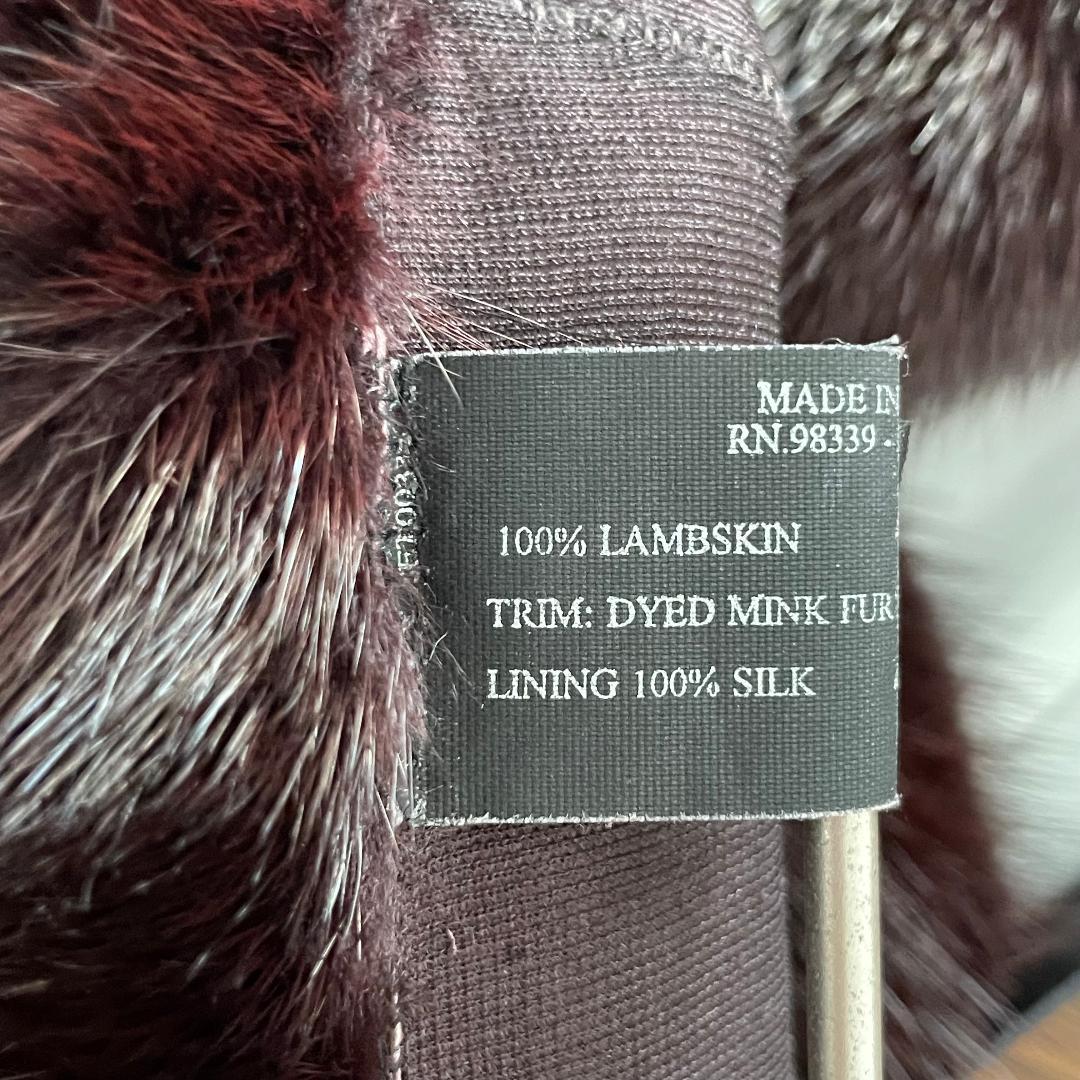 MADE IN
RN.98339 -
100% LAMBSKIN
TRIM: DYED MINK FUR
LINING 100% SILK